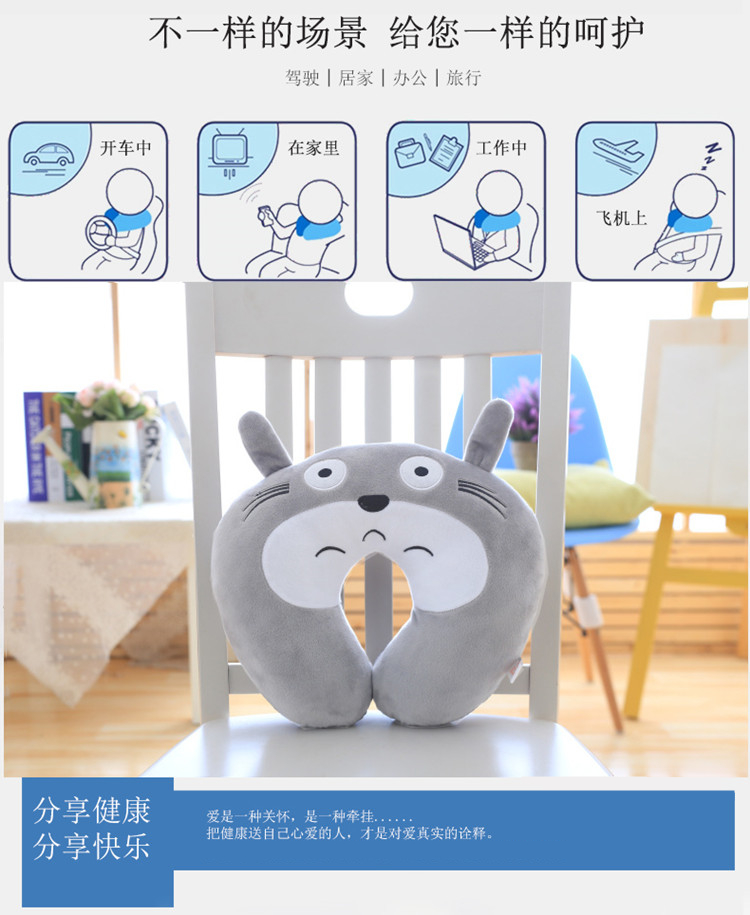 不一样的场景 给您一样的呵护
驾驶｜居家｜办公｜旅行
开车中
在家里
工作中
飞机上
分享健康
分享快乐
爱是一种关怀，是一种牵挂......
把健康送自己心爱的人，才是对爱真实的诠释。